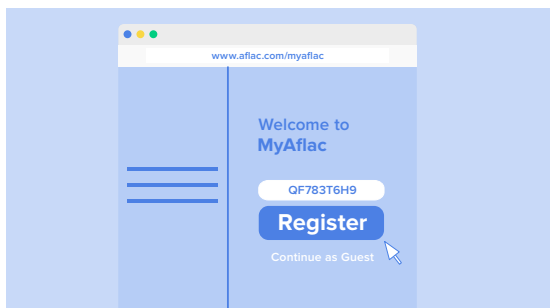 www.aflac.com/myaflac
Welcome to
MyAflac
QF783T6H9
Register
Continue as Guest